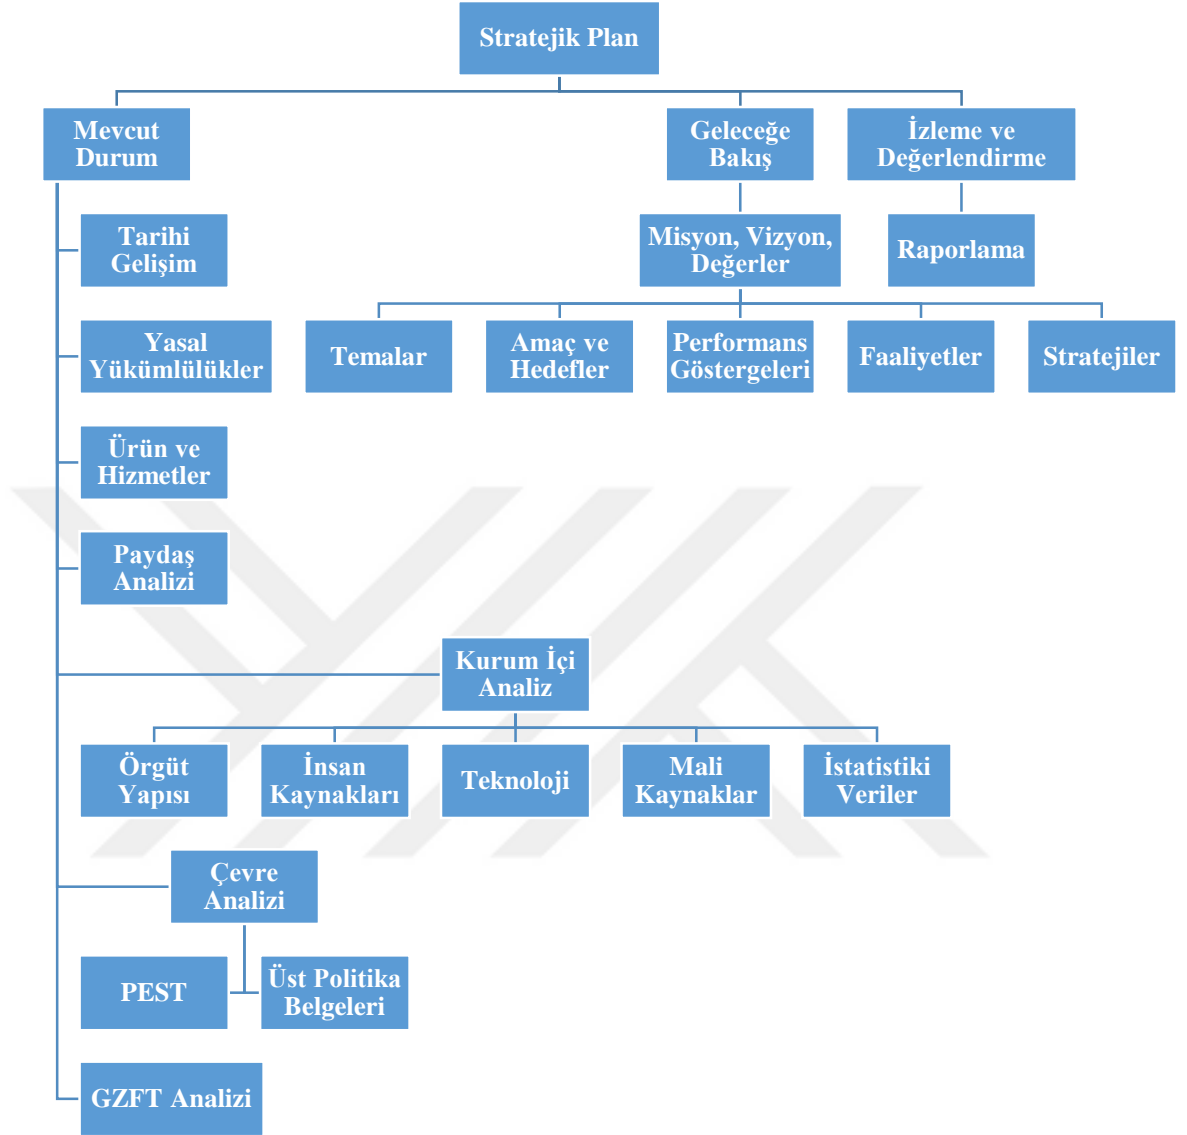 Stratejik Plan
Mevcut
Durum
Geleceğe
Bakış
İzleme ve
Değerlendirme
Tarihi
Gelişim
Misyon, Vizyon,
Değerler
Raporlama
Yasal
Yükümlülükler
Temalar
Amaç ve
Hedefler
Performans
Göstergeleri
Faaliyetler
Stratejiler
Ürün ve
Hizmetler
Paydaş
Analizi
Kurum İçi
Analiz
Örgüt
Yapısı
İnsan
Kaynakları
Teknoloji
Mali
Kaynaklar
İstatistiki
Veriler
Çevre
Analizi
PEST
Üst Politika
Belgeleri
GZFT Analizi